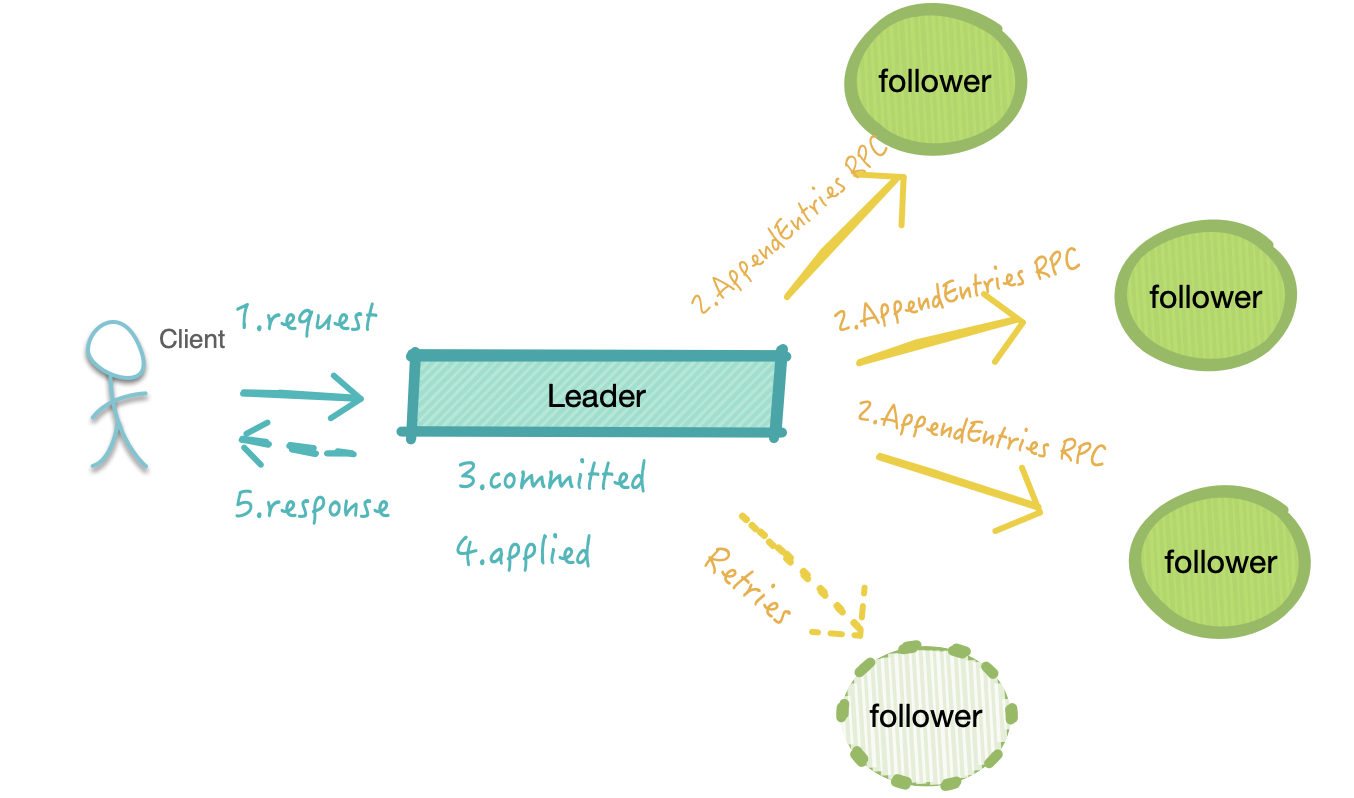 follower
2.AppendEntries RPC
2.AppendEntries RPC
follower
1.request
Client
Leader
2.AppendEntries RPC
3.committed
5.response
4.applied
follower
Retries
follower